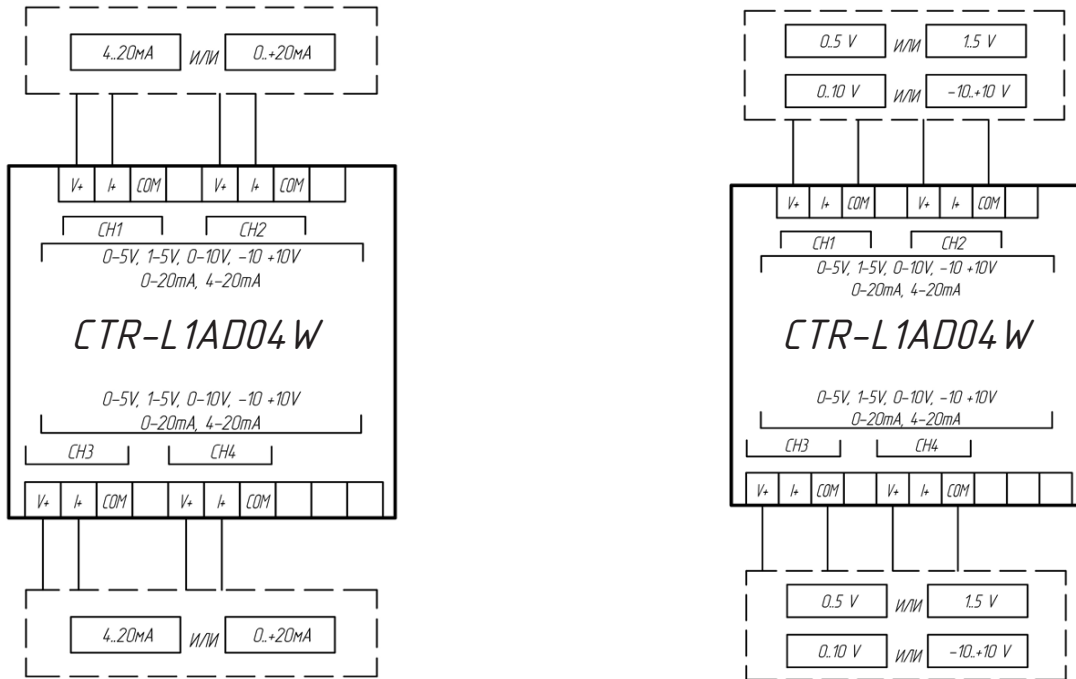 4..20мА ИЛИ 0..+20мА
V+ I+ COM V+ I+ COM
CH1 CH2
0-5V, 1-5V, 0-10V, -10 +10V
0-20mA, 4-20mA
CTR-L1AD04W
0-5V, 1-5V, 0-10V, -10 +10V
0-20mA, 4-20mA
CH3 CH4
V+ I+ COM V+ I+ COM
4..20мА ИЛИ 0..+20мА
0..5 V ИЛИ 1..5 V
0..10 V ИЛИ -10..+10 V
V+ I+ COM V+ I+ COM
CH1 CH2
0-5V, 1-5V, 0-10V, -10 +10V
0-20mA, 4-20mA
CTR-L1AD04W
0-5V, 1-5V, 0-10V, -10 +10V
0-20mA, 4-20mA
CH3 CH4
V+ I+ COM V+ I+ COM
0..5 V ИЛИ 1..5 V
0..10 V ИЛИ -10..+10 V